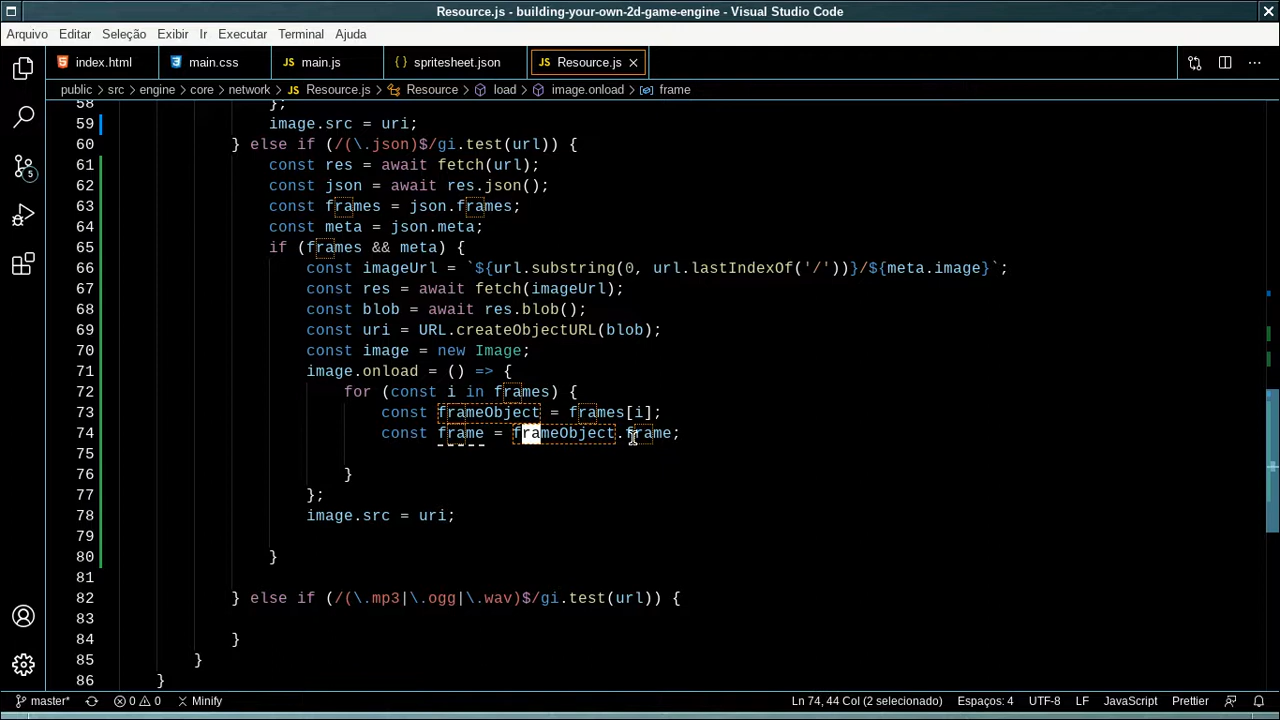 Resource.js - building-your-own-2d-game-engine - Visual Studio Code
Arquivo Editar Seleção Exibir Ir Executar Terminal Ajuda
index.html main.css JS main.js { } spritesheet.json JS Resource.js
public > src > engine > core > network > JS Resource.js > Resource > load > image.onload > frame
58 };
59 image.src = uri;
60 } else if (/(\.json)$/gi.test(url)) {
61 const res = await fetch(url);
62 const json = await res.json();
63 const frames = json.frames;
64 const meta = json.meta;
65 if (frames && meta) {
66 const imageUrl = `${url.substring(0, url.lastIndexOf('/'))}/${meta.image}`;
67 const res = await fetch(imageUrl);
68 const blob = await res.blob();
69 const uri = URL.createObjectURL(blob);
70 const image = new Image;
71 image.onload = () => {
72 for (const i in frames) {
73 const frameObject = frames[i];
74 const frame = frameObject.frame;
75
76 }
77 };
78 image.src = uri;
79
80 }
81
82 } else if (/(\.mp3|\.ogg|\.wav)$/gi.test(url)) {
83
84 }
85 }
86 }
5
master* 0 0 Minify Ln 74, 44 Col (2 selecionado) Espaços: 4 UTF-8 LF JavaScript Prettier